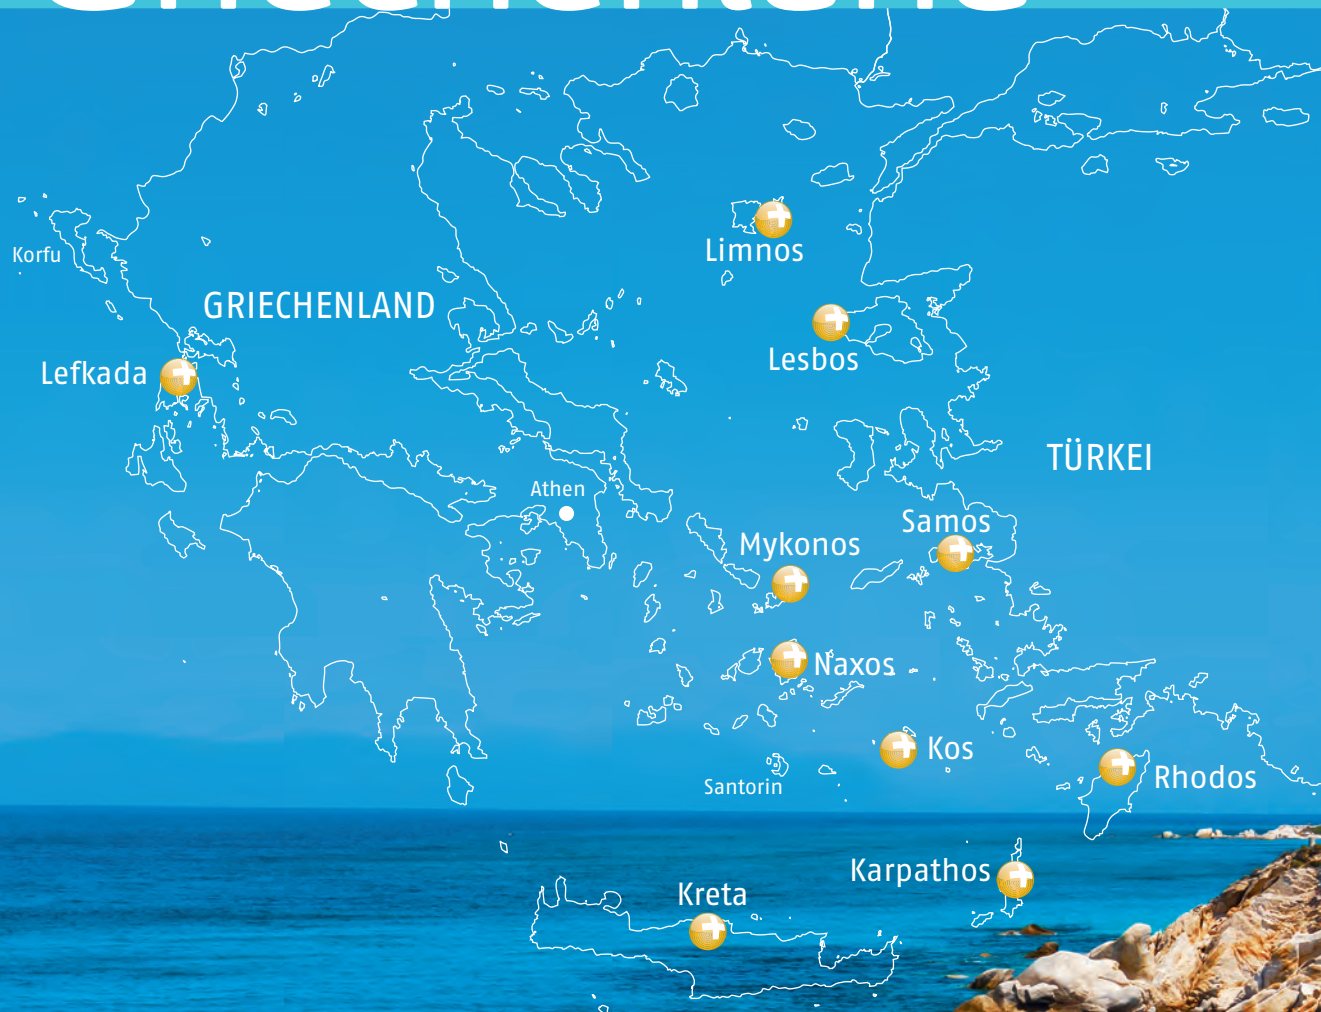 Korfu
Limnos
GRIECHENLAND
Lesbos
Lefkada
TÜRKEI
Athen
Samos
Mykonos
Naxos
Kos
Santorin
Rhodos
Karpathos
Kreta